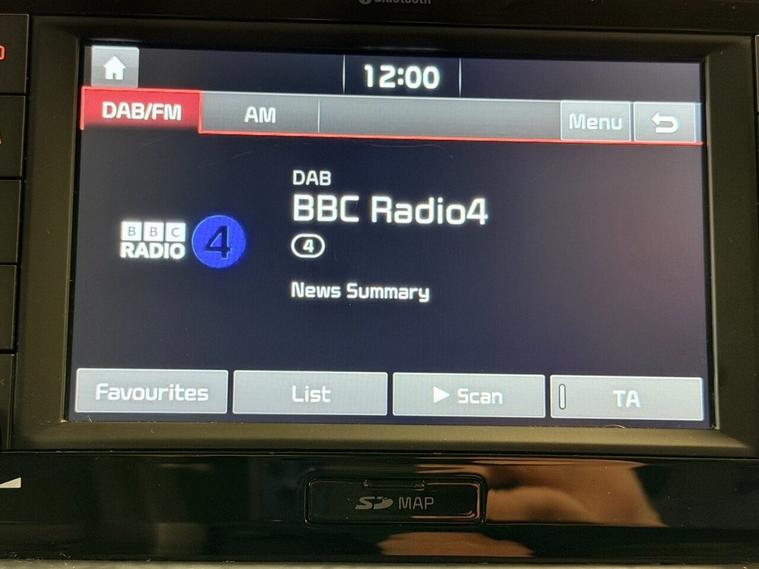 Bluetooth
12:00
DAB/FM
AM
Menu
DAB
BBC Radio4
4
BBC
RADIO 4
News Summary
Favourites
List
Scan
TA
SD MAP